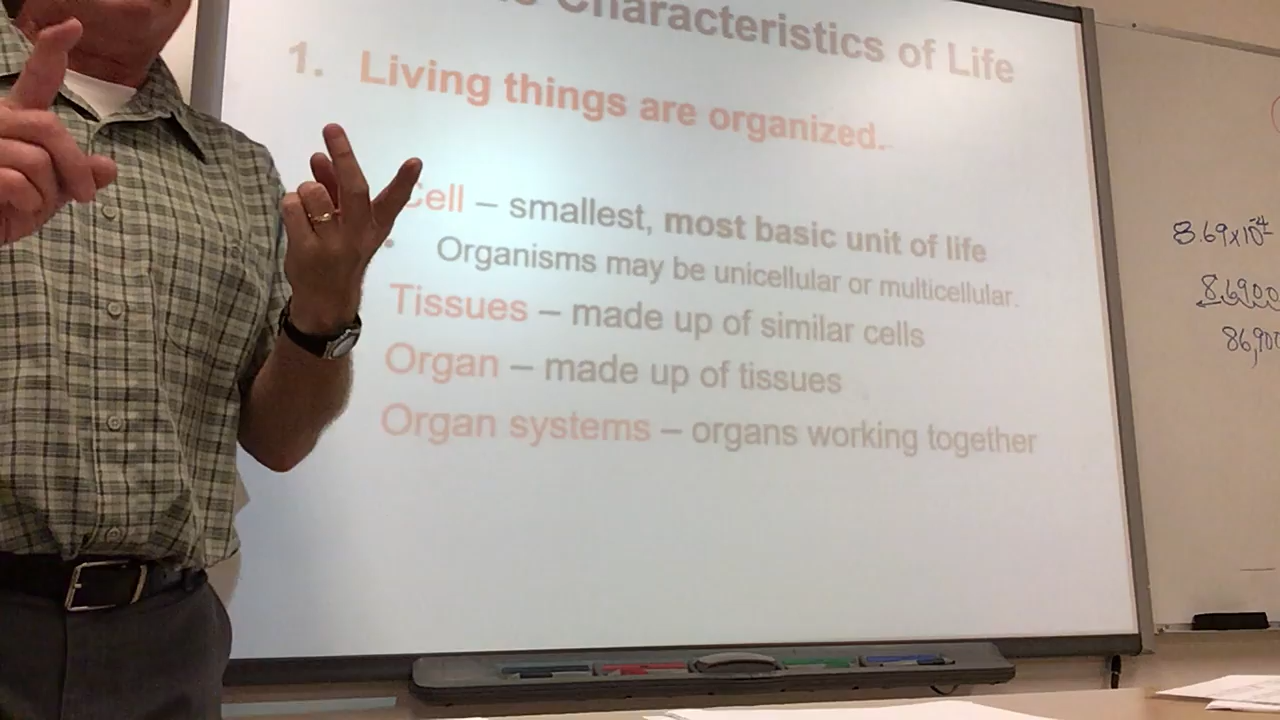 Characteristics of Life
1. Living things are organized.
Cell – smallest, most basic unit of life
• Organisms may be unicellular or multicellular.
Tissues – made up of similar cells
Organ – made up of tissues
Organ systems – organs working together
8.69x10⁻⁴
86,900